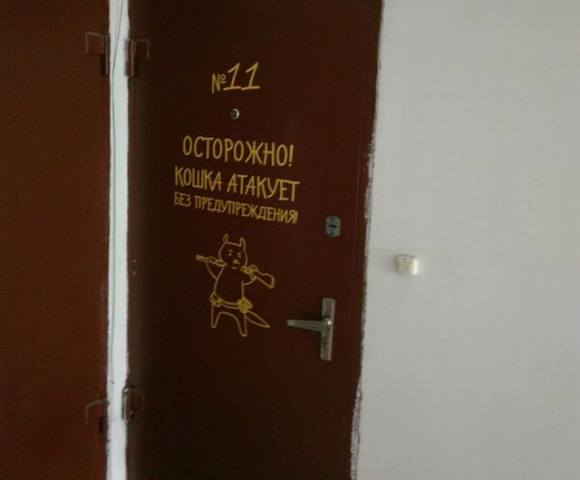 №11
ОСТОРОЖНО!
КОШКА АТАКУЕТ
БЕЗ ПРЕДУПРЕЖДЕНИЯ!